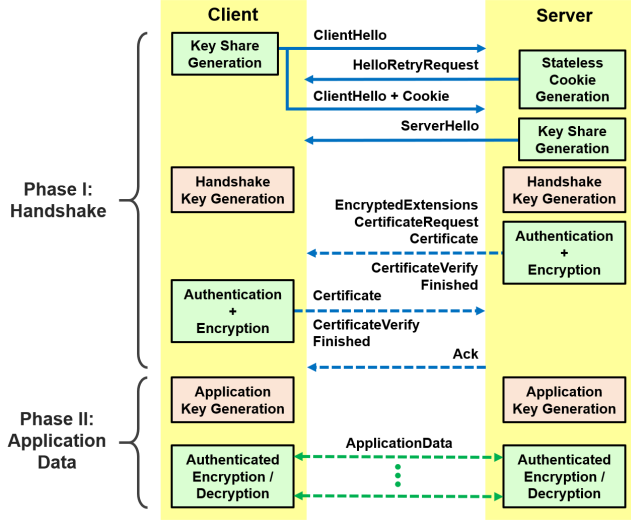 Client
Server
Key Share
Generation
ClientHello
HelloRetryRequest
Stateless
Cookie
Generation
ClientHello + Cookie
ServerHello
Key Share
Generation
Phase I:
Handshake
Handshake
Key Generation
Handshake
Key Generation
EncryptedExtensions
CertificateRequest
Certificate
Authentication
+
Encryption
CertificateVerify
Finished
Authentication
+
Encryption
Certificate
CertificateVerify
Finished
Ack
Phase II:
Application
Data
Application
Key Generation
Application
Key Generation
Authenticated
Encryption /
Decryption
ApplicationData
Authenticated
Encryption /
Decryption